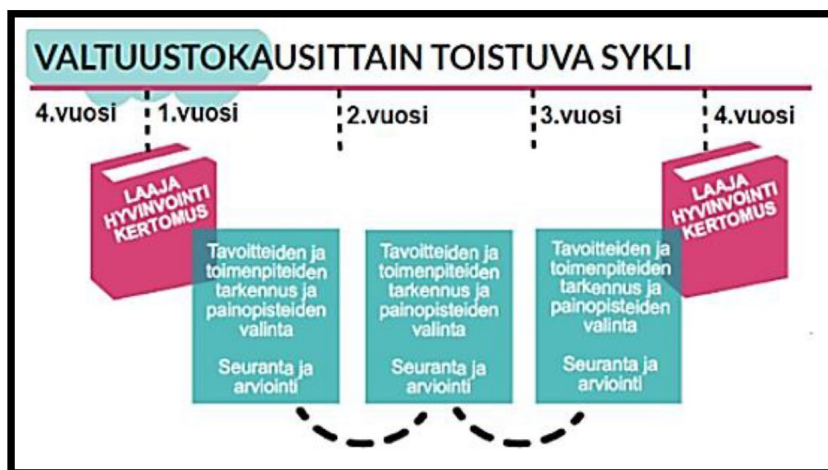 VALTUUSTOKAUSITTAIN TOISTUVA SYKLI
4.vuosi
1.vuosi
2.vuosi
3.vuosi
4.vuosi
LAAJA
HYVINVOINTI
KERTOMUS
LAAJA
HYVINVOINTI
KERTOMUS
Tavoitteiden ja
toimenpiteiden
tarkennus ja
painopisteiden
valinta
Seuranta ja
arviointi
Tavoitteiden ja
toimenpiteiden
tarkennus ja
painopisteiden
valinta
Seuranta ja
arviointi
Tavoitteiden ja
toimenpiteiden
tarkennus ja
painopisteiden
valinta
Seuranta ja
arviointi